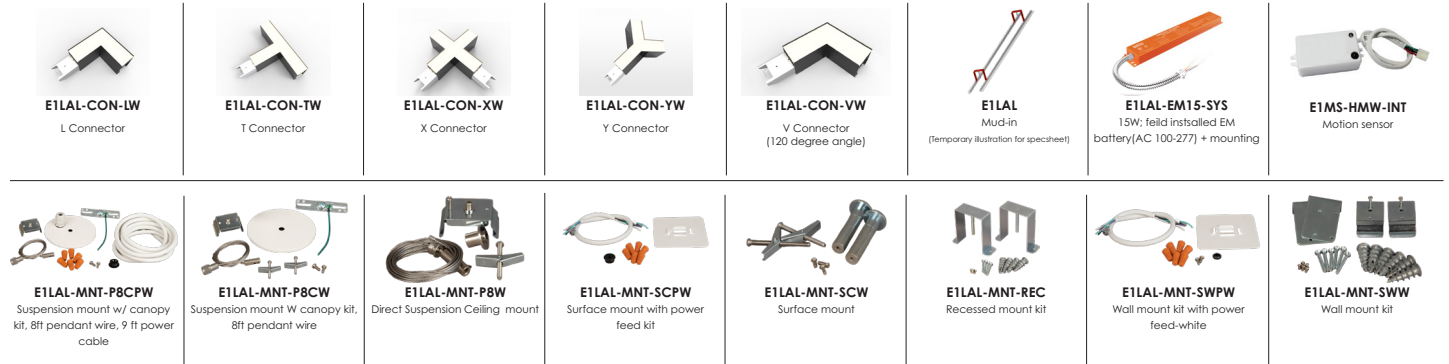 E1LAL-CON-LW
L Connector
E1LAL-CON-TW
T Connector
E1LAL-CON-XW
X Connector
E1LAL-CON-YW
Y Connector
E1LAL-CON-VW
V Connector
(120 degree angle)
E1LAL
Mud-in
(Temporary illustration for specsheet)
E1LAL-EM15-SYS
15W; feild instsalled EM
battery(AC 100-277) + mounting
E1MS-HMW-INT
Motion sensor
E1LAL-MNT-P8CPW
Suspension mount w/ canopy
kit, 8ft pendant wire, 9 ft power
cable
E1LAL-MNT-P8CW
Suspension mount W canopy kit,
8ft pendant wire
E1LAL-MNT-P8W
Direct Suspension Ceiling mount
E1LAL-MNT-SCPW
Surface mount with power
feed kit
E1LAL-MNT-SCW
Surface mount
E1LAL-MNT-REC
Recessed mount kit
E1LAL-MNT-SWPW
Wall mount kit with power
feed-white
E1LAL-MNT-SWW
Wall mount kit